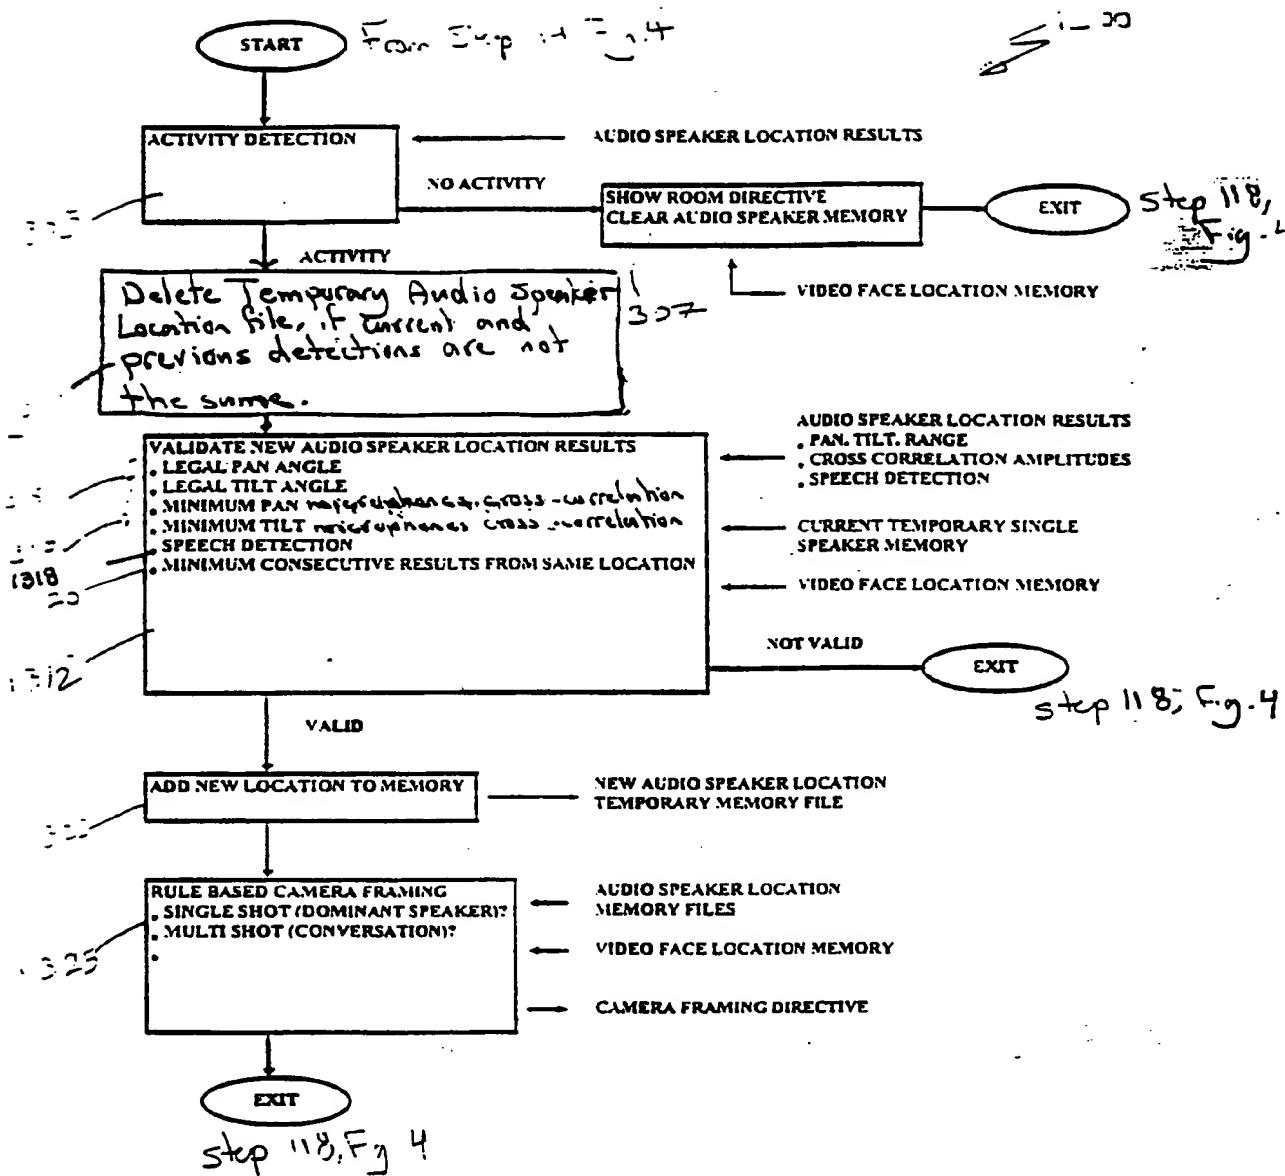 START
Fig. 4
ACTIVITY DETECTION
AUDIO SPEAKER LOCATION RESULTS
NO ACTIVITY
SHOW ROOM DIRECTIVE
CLEAR AUDIO SPEAKER MEMORY
EXIT
step 118,
Fig. 4
VIDEO FACE LOCATION MEMORY
ACTIVITY
Delete Temporary Audio Speaker
Location file, if current and
previous detections are not
the same.
1307
VALIDATE NEW AUDIO SPEAKER LOCATION RESULTS
• LEGAL PAN ANGLE
• LEGAL TILT ANGLE
• MINIMUM PAN microphones cross-correlation
• MINIMUM TILT microphones cross-correlation
• SPEECH DETECTION
• MINIMUM CONSECUTIVE RESULTS FROM SAME LOCATION
1318
20
1312
AUDIO SPEAKER LOCATION RESULTS
• PAN. TILT. RANGE
• CROSS CORRELATION AMPLITUDES
• SPEECH DETECTION
CURRENT TEMPORARY SINGLE
SPEAKER MEMORY
VIDEO FACE LOCATION MEMORY
NOT VALID
EXIT
step 118, Fig. 4
VALID
ADD NEW LOCATION TO MEMORY
NEW AUDIO SPEAKER LOCATION
TEMPORARY MEMORY FILE
RULE BASED CAMERA FRAMING
• SINGLE SHOT (DOMINANT SPEAKER)?
• MULTI SHOT (CONVERSATION)?
•
1325
AUDIO SPEAKER LOCATION
MEMORY FILES
VIDEO FACE LOCATION MEMORY
CAMERA FRAMING DIRECTIVE
EXIT
step 118, Fig 4